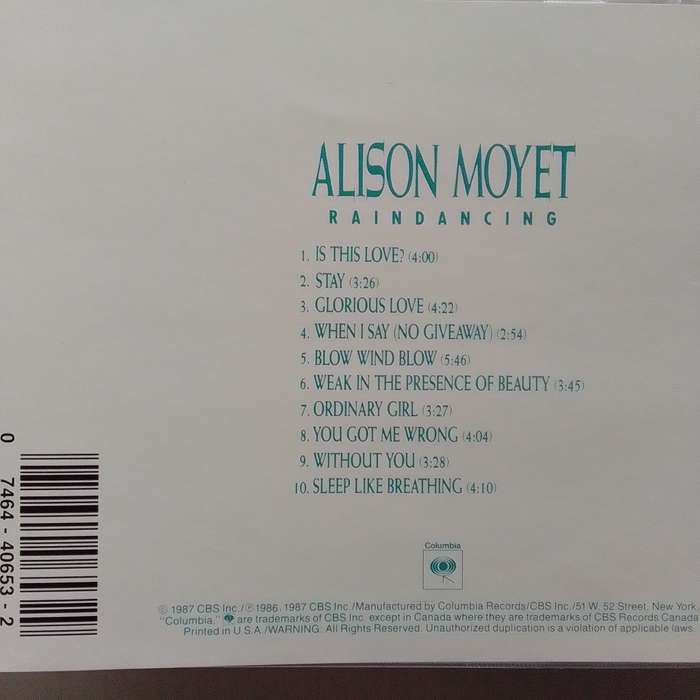 ALISON MOYET
RAINDANCING
1. IS THIS LOVE? (4:00)
2. STAY (3:26)
3. GLORIOUS LOVE (4:22)
4. WHEN I SAY (NO GIVEAWAY) (2:54)
5. BLOW WIND BLOW (5:46)
6. WEAK IN THE PRESENCE OF BEAUTY (3:45)
7. ORDINARY GIRL (3:27)
8. YOU GOT ME WRONG (4:04)
9. WITHOUT YOU (3:28)
10. SLEEP LIKE BREATHING (4:10)
0 7464-40653-2
Columbia
© 1987 CBS Inc./℗ 1986, 1987 CBS Inc./Manufactured by Columbia Records/CBS Inc./51 W. 52 Street, New York,
"Columbia," are trademarks of CBS Inc. except in Canada where they are trademarks of CBS Records Canada
Printed in U.S.A./WARNING: All Rights Reserved. Unauthorized duplication is a violation of applicable laws.